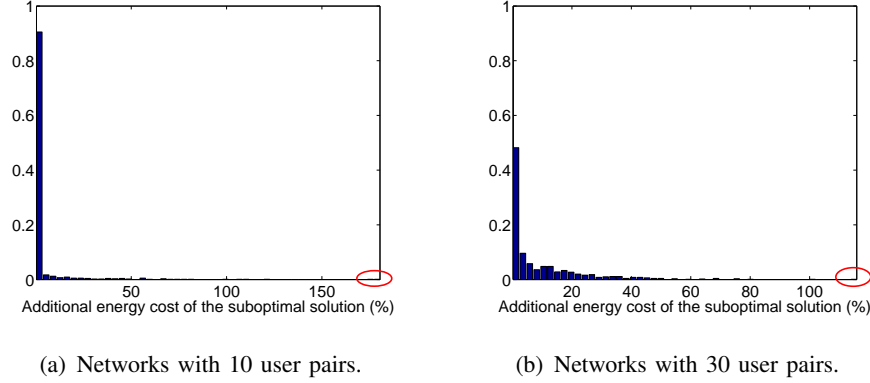 1
0.8
0.6
0.4
0.2
0
50 100 150
Additional energy cost of the suboptimal solution (%)
(a) Networks with 10 user pairs.
1
0.8
0.6
0.4
0.2
0
20 40 60 80 100
Additional energy cost of the suboptimal solution (%)
(b) Networks with 30 user pairs.